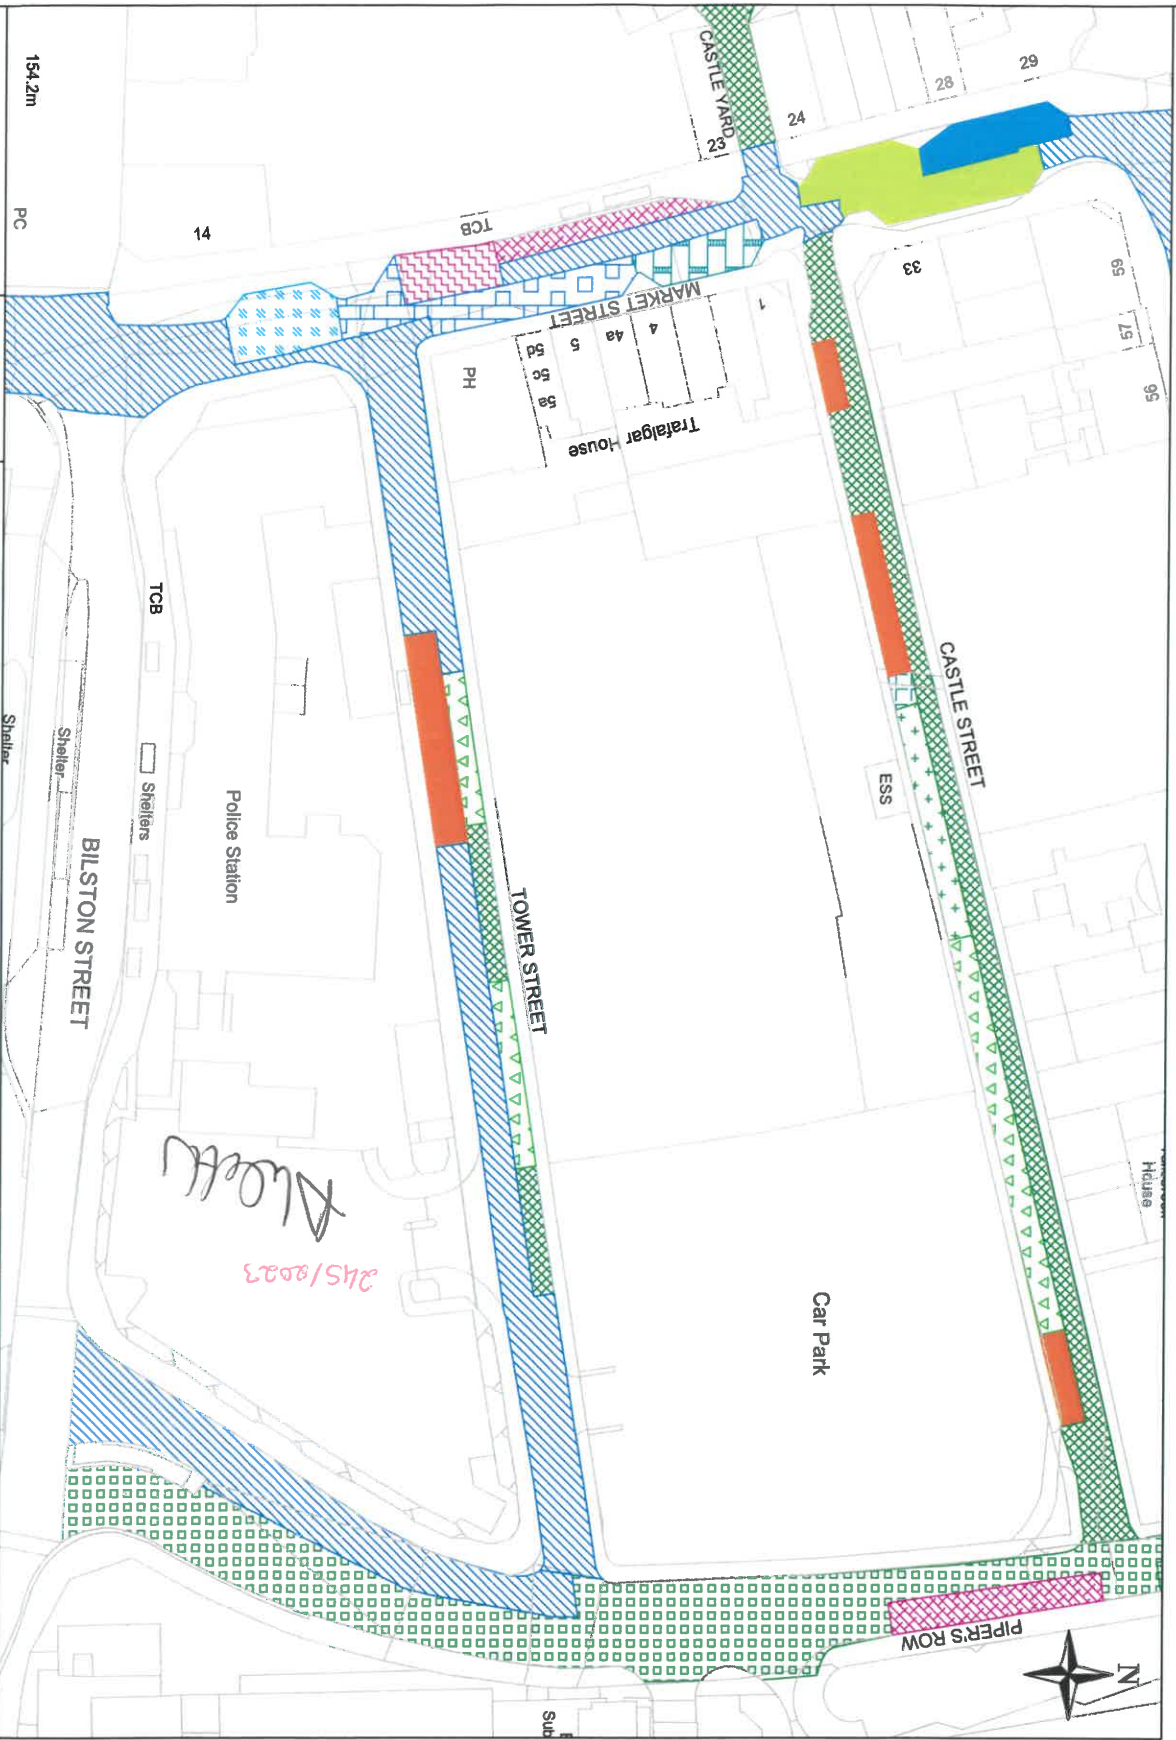 154.2m
PC
14
TCB
CASTLE YARD
23
24
28
29
33
59
57
56
MARKET STREET
1
4
4a
5
5d
5c
5a
PH
Trafalgar House
CASTLE STREET
ESS
TOWER STREET
TCB
Shelters
Shelter
Shelter
Police Station
BILSTON STREET
245/2023
Car Park
House
PIPER'S ROW
N
Sub